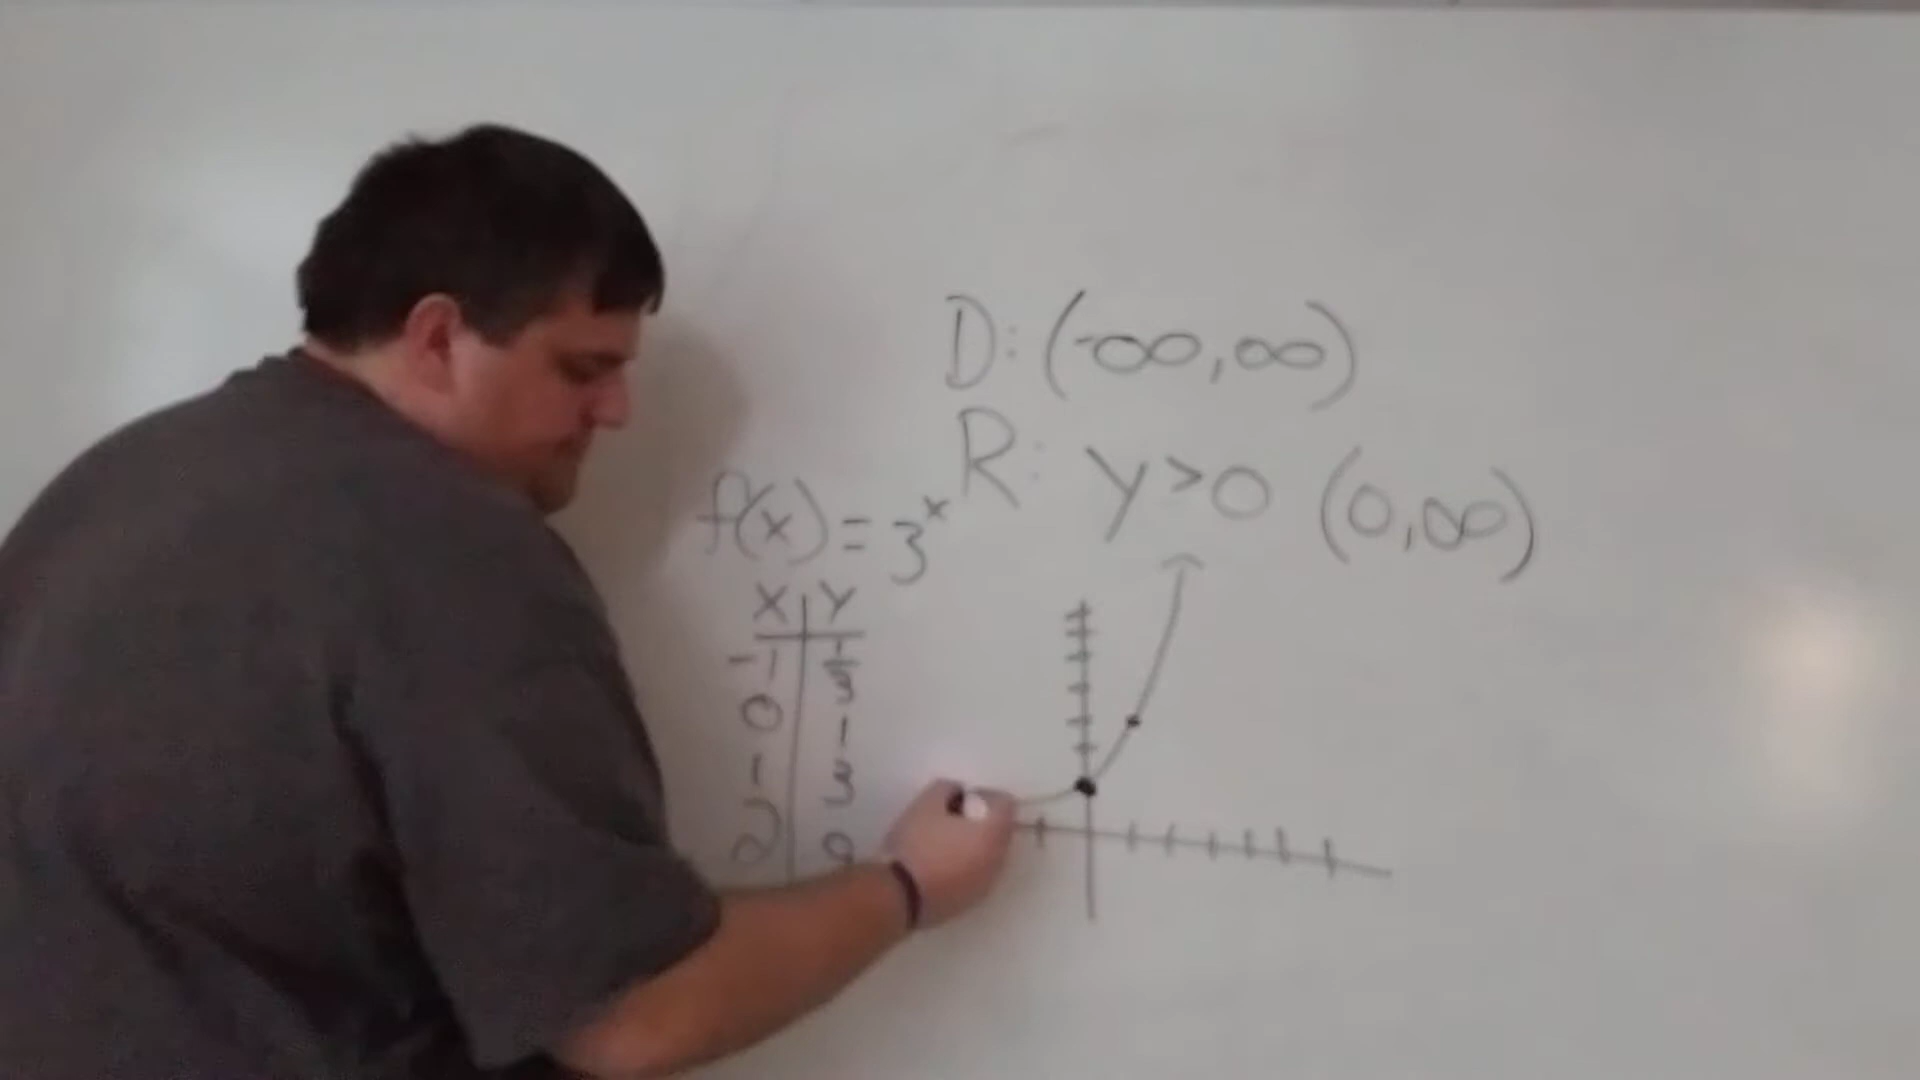 D: (-∞,∞)
R: y>0 (0,∞)
f(x)=3^x
X Y
-1 1/3
0 1
1 3
2 9